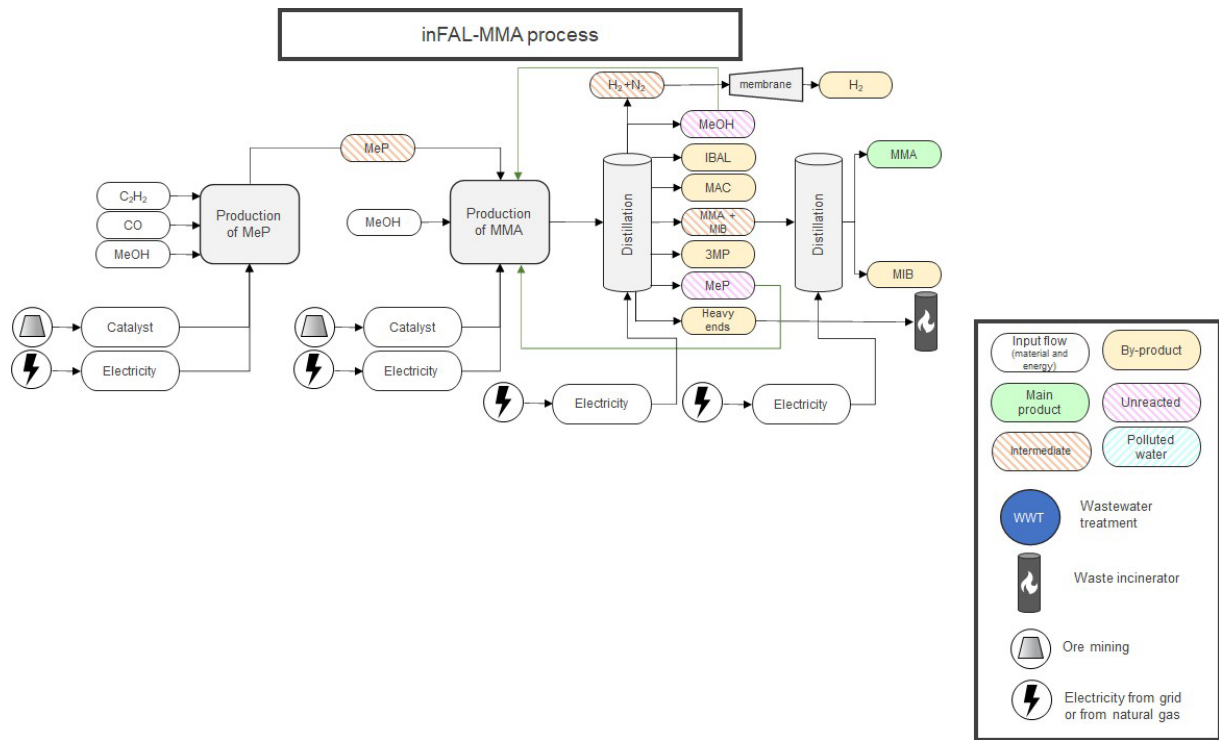 inFAL-MMA process
H₂+N₂
membrane
H₂
MeOH
MeP
IBAL
MMA
C₂H₂
MAC
CO
Production
of MeP
MeOH
Production
of MMA
Distillation
MMA +
MIB
Distillation
MeOH
3MP
MeP
MIB
Heavy
ends
Catalyst
Catalyst
Electricity
Electricity
Electricity
Electricity
Input flow
(material and
energy)
By-product
Main
product
Unreacted
Intermediate
Polluted
water
WWT
Wastewater
treatment
Waste incinerator
Ore mining
Electricity from grid
or from natural gas